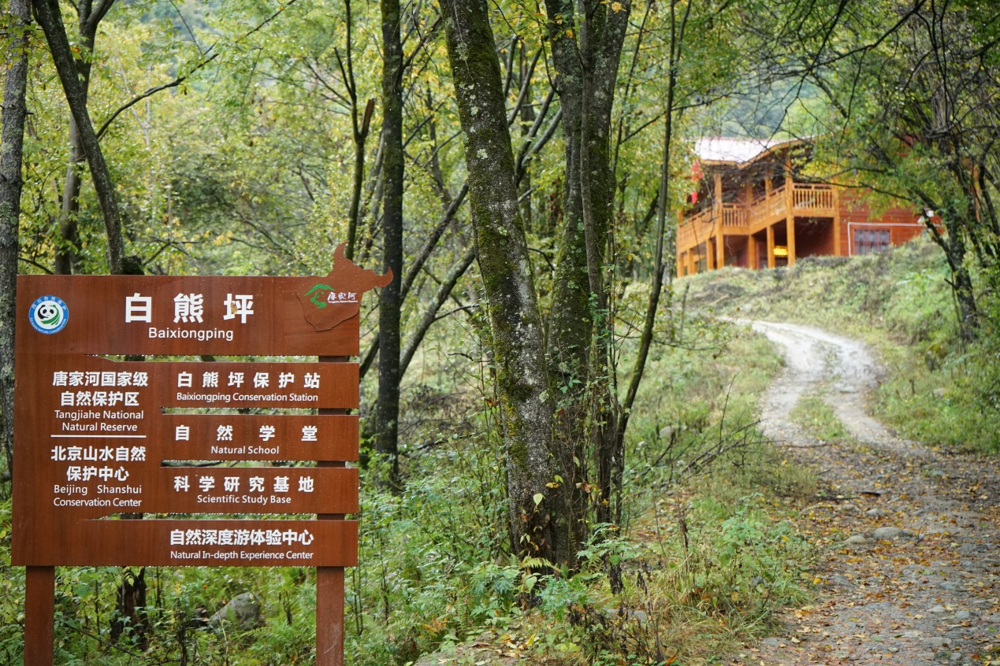 白熊坪
Baixiongping
唐家河
Tangjiahe Nature Reserve
唐家河国家级
自然保护区
Tangjiahe National
Natural Reserve
北京山水自然
保护中心
Beijing Shanshui
Conservation Center
白熊坪保护站
Baixiongping Conservation Station
自然学堂
Natural School
科学研究基地
Scientific Study Base
自然深度游体验中心
Natural In-depth Experience Center